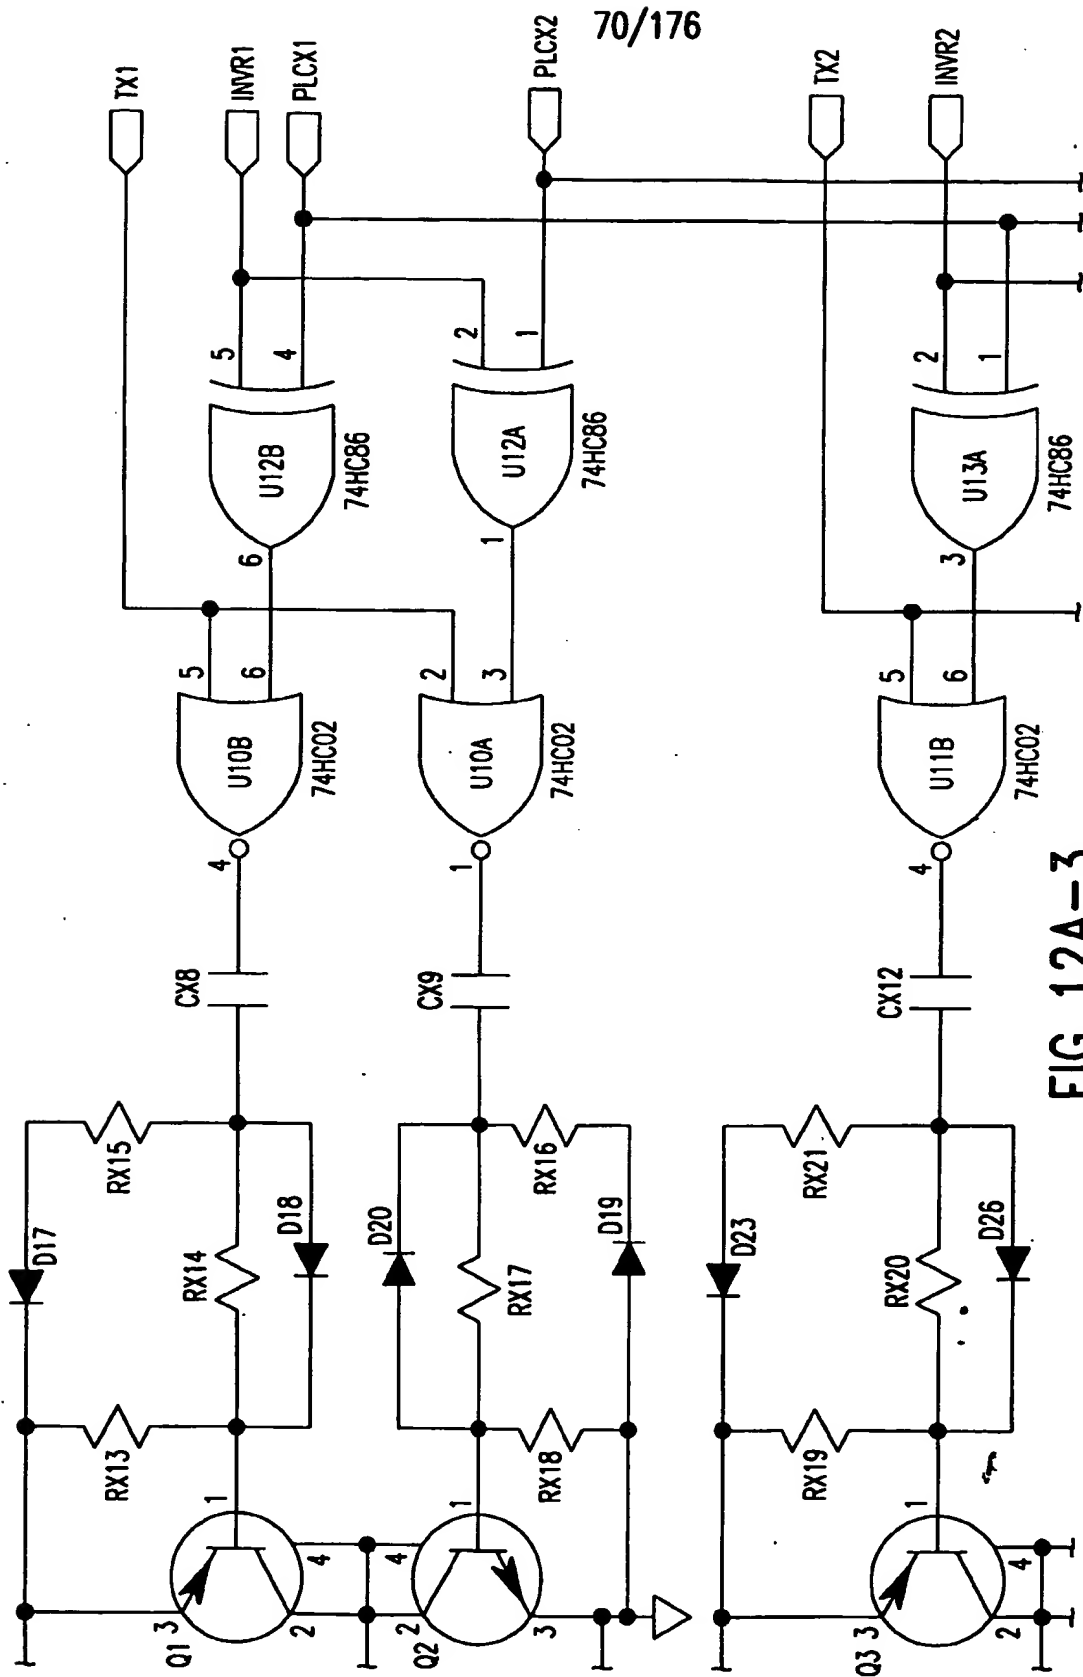 70/176
TX1
INVR1
PLCX1
PLCX2
TX2
INVR2
5
4
U12B
74HC86
6
2
1
U12A
74HC86
1
2
1
U13A
74HC86
3
5
6
U10B
74HC02
4
2
3
U10A
74HC02
1
5
6
U11B
74HC02
4
CX8
CX9
CX12
D17
RX15
RX14
D18
RX13
D20
RX16
RX17
D19
RX18
D23
RX21
RX20
D26
RX19
Q1
3
1
2
4
Q2
2
4
1
3
Q3
3
1
2
4
FIG. 12A-3